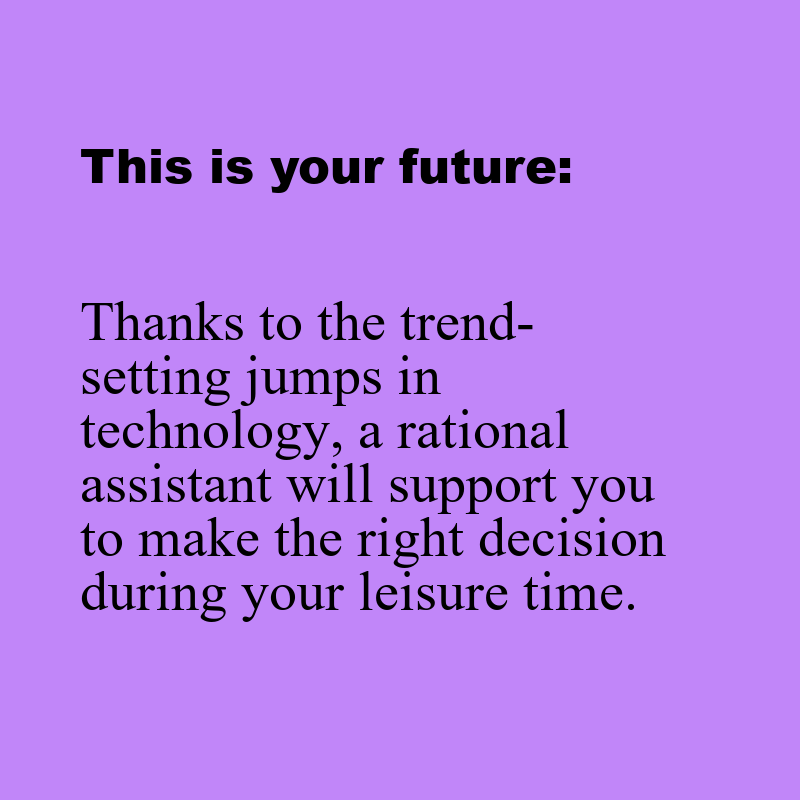 This is your future:
Thanks to the trend-
setting jumps in
technology, a rational
assistant will support you
to make the right decision
during your leisure time.